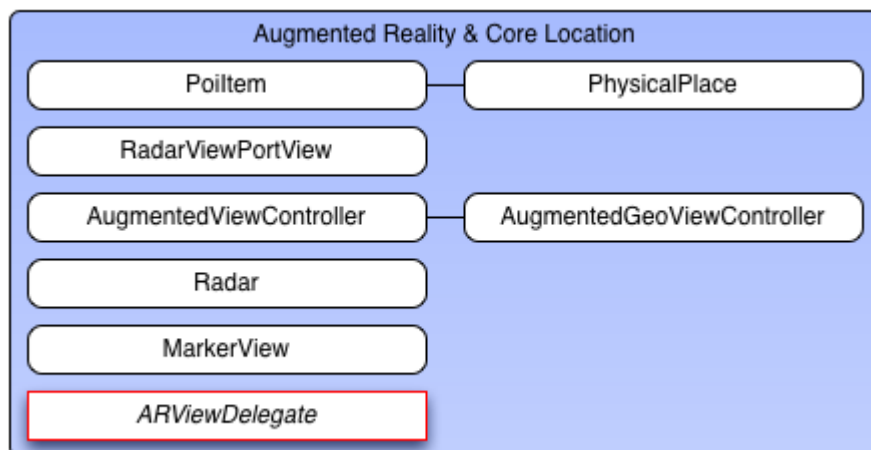 Augmented Reality & Core Location
PoiItem
PhysicalPlace
RadarViewPortView
AugmentedViewController
AugmentedGeoViewController
Radar
MarkerView
ARViewDelegate